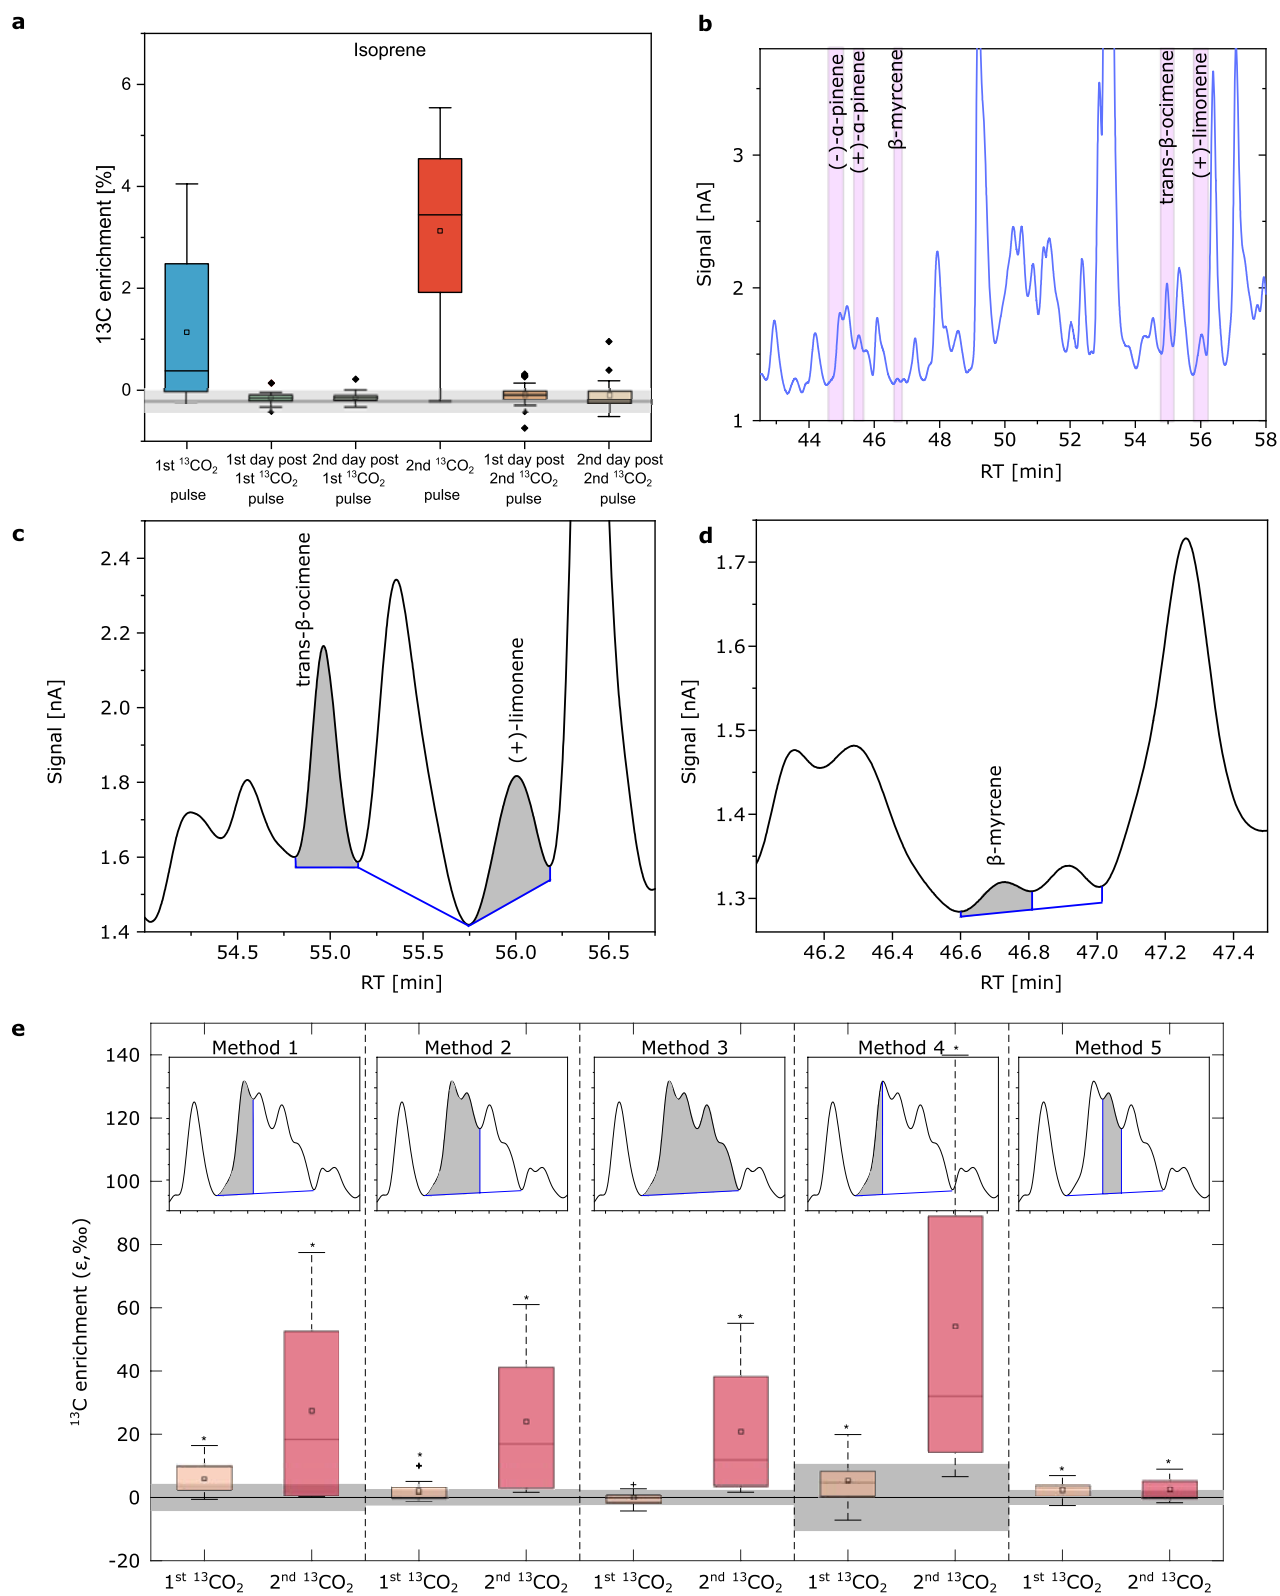 a
Isoprene
13C enrichment [%]
6
4
2
0
1st ¹³CO₂
pulse
1st day post
1st ¹³CO₂
pulse
2nd day post
1st ¹³CO₂
pulse
2nd ¹³CO₂
pulse
1st day post
2nd ¹³CO₂
pulse
2nd day post
2nd ¹³CO₂
pulse
b
(-)-α-pinene
(+)-α-pinene
β-myrcene
trans-β-ocimene
(+)-limonene
Signal [nA]
3
2
1
44 46 48 50 52 54 56 58
RT [min]
c
trans-β-ocimene
(+)-limonene
Signal [nA]
2.4
2.2
2.0
1.8
1.6
1.4
54.5 55.0 55.5 56.0 56.5
RT [min]
d
β-myrcene
Signal [nA]
1.7
1.6
1.5
1.4
1.3
46.2 46.4 46.6 46.8 47.0 47.2 47.4
RT [min]
e
Method 1 Method 2 Method 3 Method 4 Method 5
¹³C enrichment (ε,‰)
140
120
100
80
60
40
20
0
-20
1ˢᵗ ¹³CO₂ 2ⁿᵈ ¹³CO₂ 1ˢᵗ ¹³CO₂ 2ⁿᵈ ¹³CO₂ 1ˢᵗ ¹³CO₂ 2ⁿᵈ ¹³CO₂ 1ˢᵗ ¹³CO₂ 2ⁿᵈ ¹³CO₂ 1ˢᵗ ¹³CO₂ 2ⁿᵈ ¹³CO₂